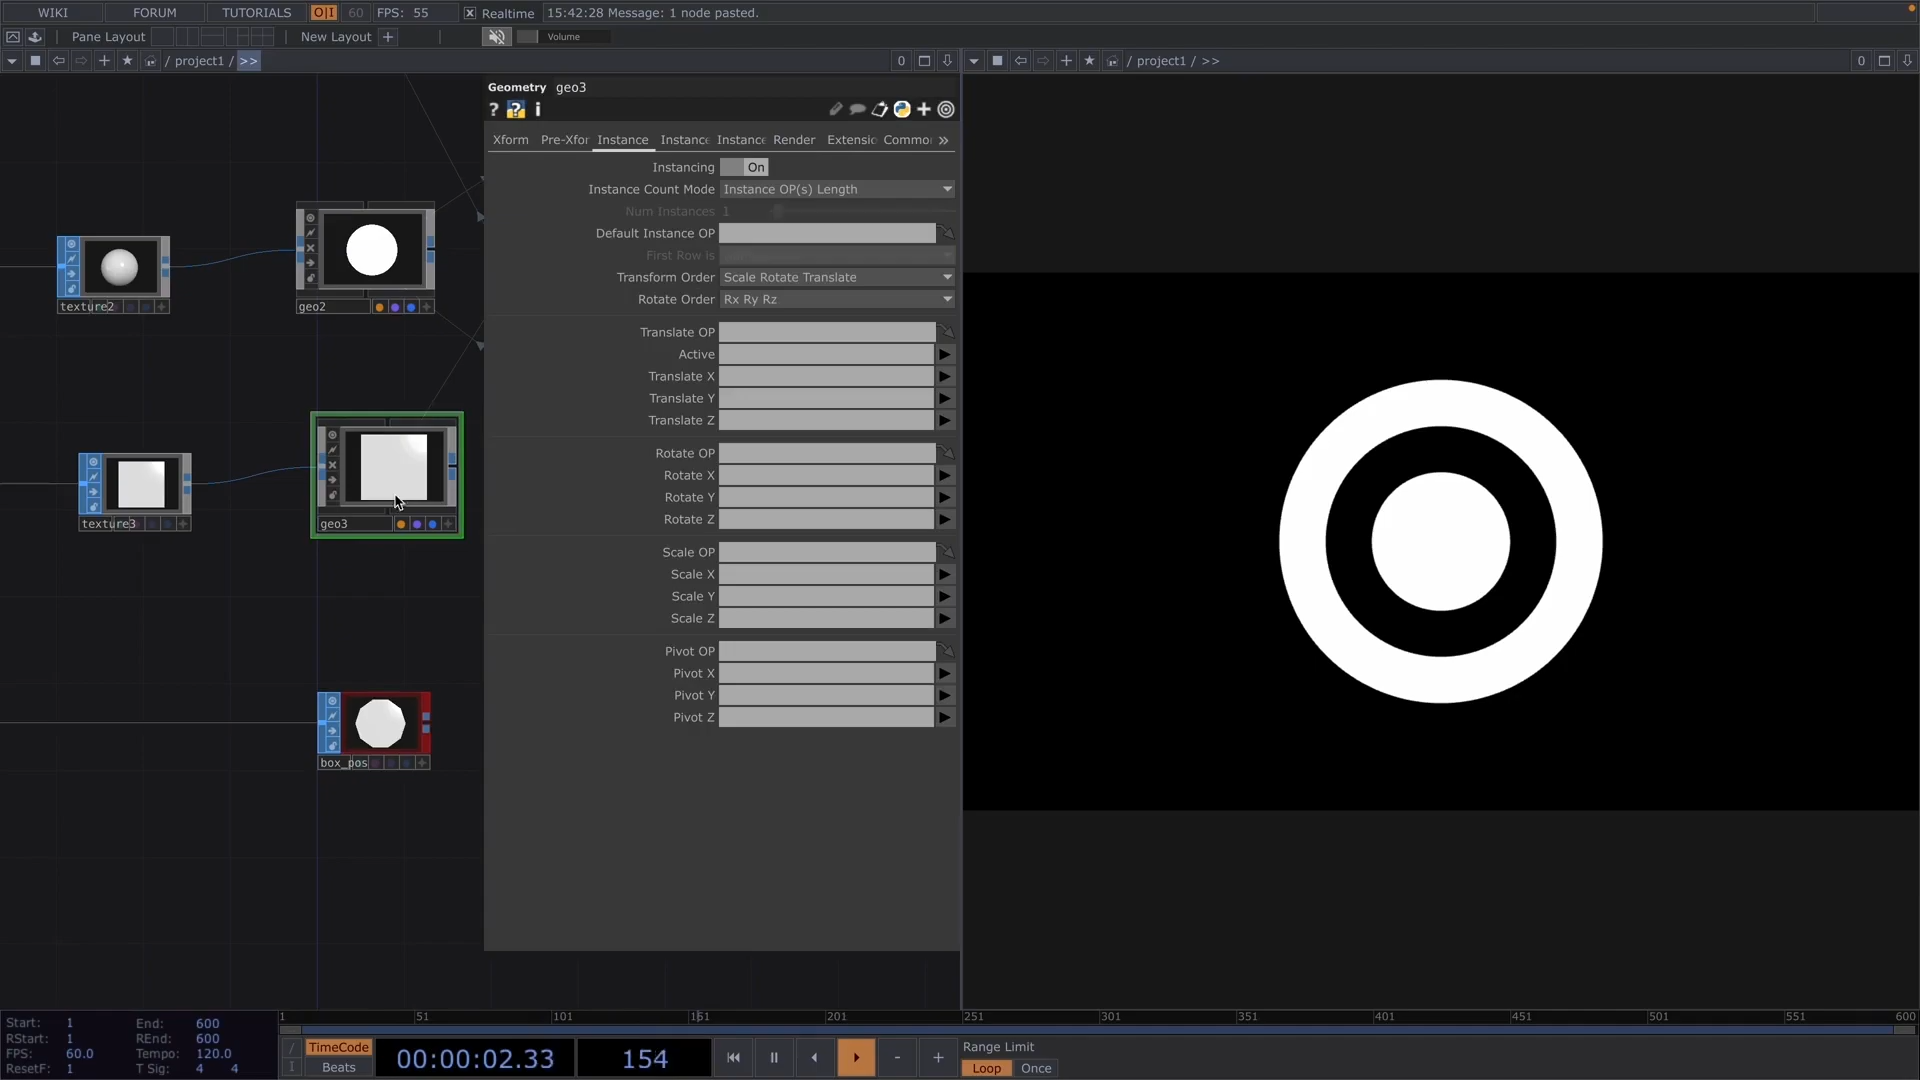 WIKI FORUM TUTORIALS O|I 60 FPS: 55 Realtime 15:42:28 Message: 1 node pasted.
Pane Layout New Layout + Volume
/ project1 / >> 0 / project1 / >> 0
Geometry geo3
? ? i
Xform Pre-Xfor Instance Instanc Instanc Render Extensio Commo »
Instancing On
Instance Count Mode Instance OP(s) Length
Num Instances 1
Default Instance OP
First Row is
Transform Order Scale Rotate Translate
Rotate Order Rx Ry Rz
texture2
geo2
Translate OP
Active
Translate X
Translate Y
Translate Z
Rotate OP
Rotate X
Rotate Y
Rotate Z
texture3
geo3
Scale OP
Scale X
Scale Y
Scale Z
Pivot OP
Pivot X
Pivot Y
Pivot Z
box_pos
1 51 101 151 201 251 301 351 401 451 501 551 600
Start: 1 End: 600
RStart: 1 REnd: 600
FPS: 60.0 Tempo: 120.0
ResetF: 1 T Sig: 4 4
TimeCode
Beats
00:00:02.33 154
- +
Range Limit
Loop Once